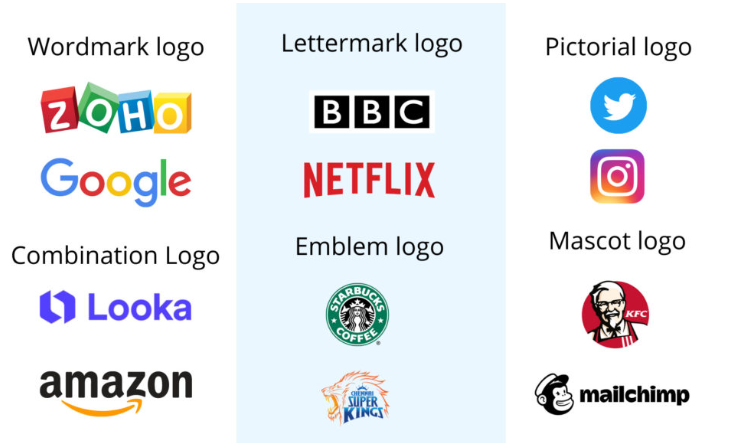 Wordmark logo
ZOHO
Google
Lettermark logo
BBC
NETFLIX
Pictorial logo
Combination Logo
Looka
amazon
Emblem logo
STARBUCKS
COFFEE
®
CHENNAI
SUPER
KINGS
Mascot logo
KFC
mailchimp